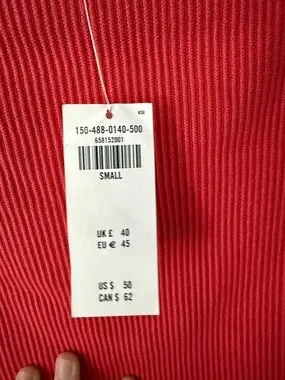 150-488-0140-500
658152001
SMALL
UK £ 40
EU € 45
US $ 50
CAN $ 62